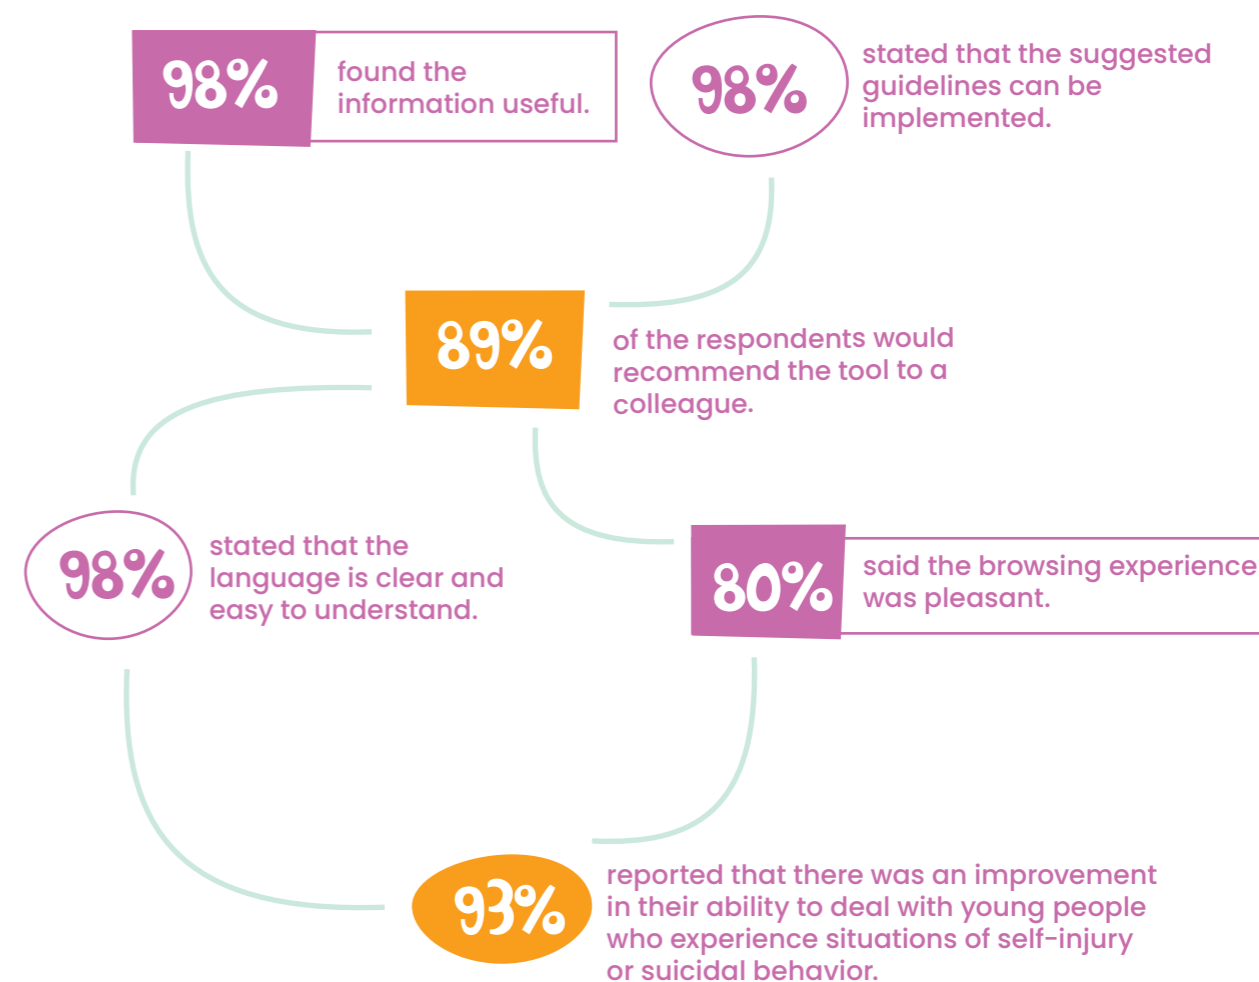 98%
found the
information useful.
98%
stated that the suggested
guidelines can be
implemented.
89%
of the respondents would
recommend the tool to a
colleague.
98%
stated that the
language is clear and
easy to understand.
80%
said the browsing experience
was pleasant.
93%
reported that there was an improvement
in their ability to deal with young people
who experience situations of self-injury
or suicidal behavior.